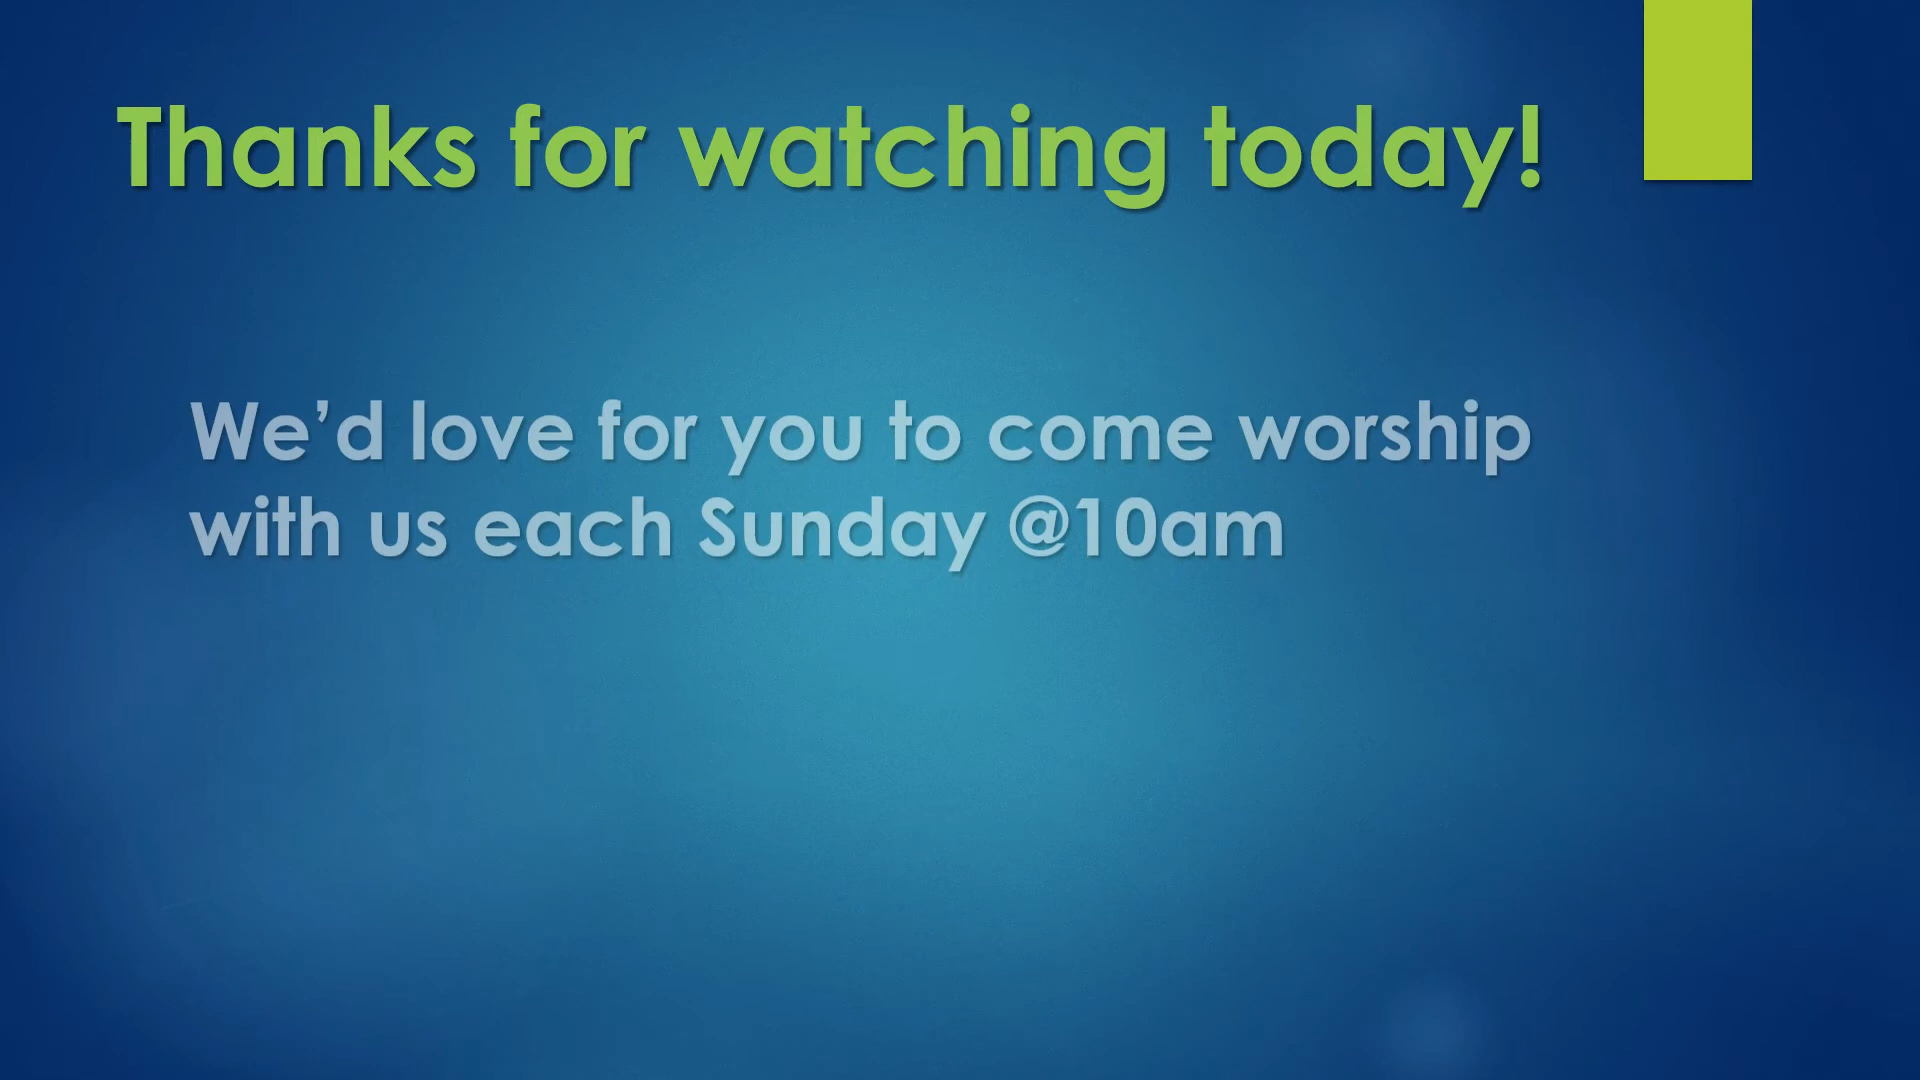 Thanks for watching today!
We’d love for you to come worship
with us each Sunday @10am